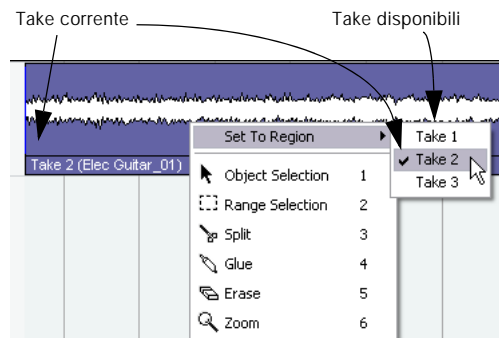 Take corrente
Take disponibili
Set To Region
Take 1
Take 2
Take 3
Take 2 (Elec Guitar_01)
Object Selection 1
Range Selection 2
Split 3
Glue 4
Erase 5
Zoom 6